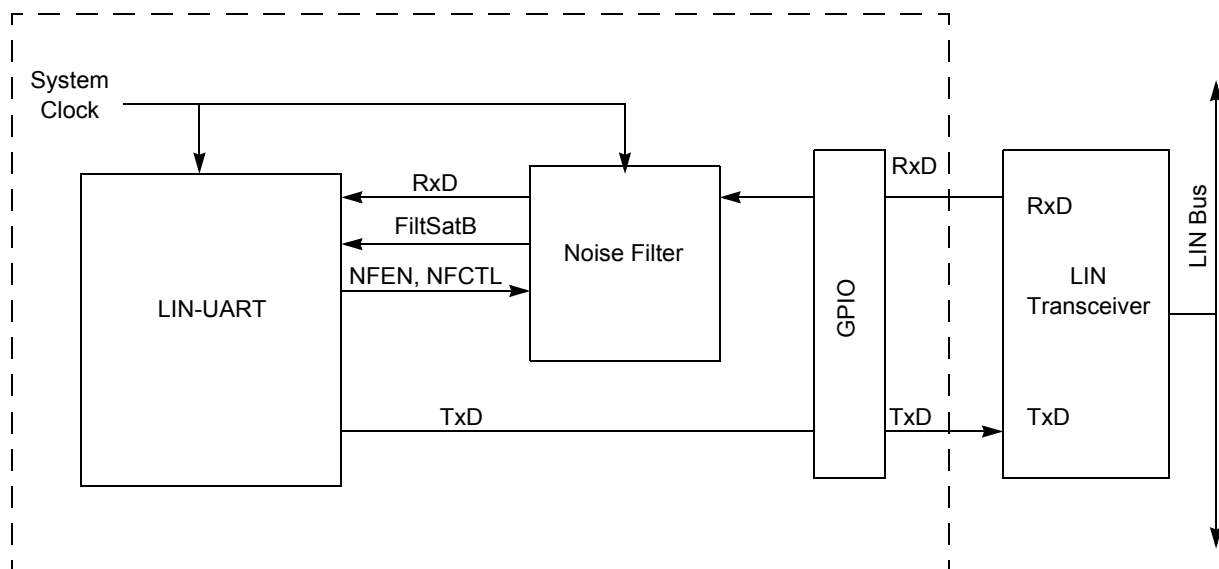 System
Clock
RxD
FiltSatB
NFEN, NFCTL
LIN-UART
TxD
Noise Filter
GPIO
RxD
TxD
RxD
LIN
Transceiver
TxD
LIN Bus